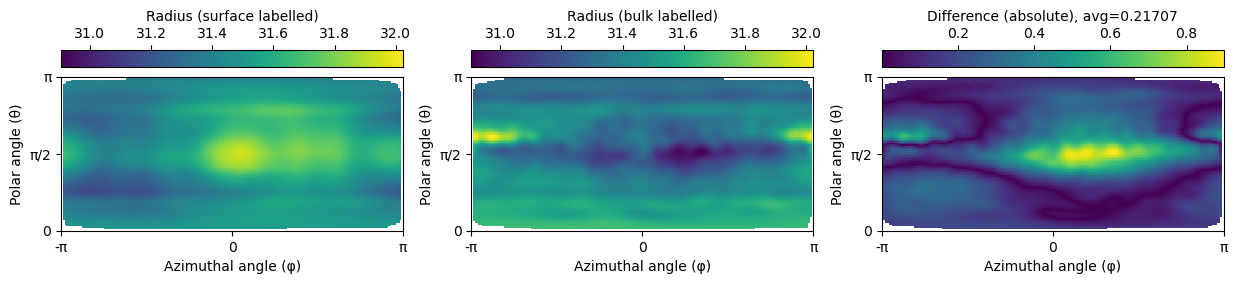 Radius (surface labelled)
31.0 31.2 31.4 31.6 31.8 32.0
π
π/2
0
Polar angle (θ)
-π 0 π
Azimuthal angle (φ)
Radius (bulk labelled)
31.0 31.2 31.4 31.6 31.8 32.0
π
π/2
0
Polar angle (θ)
-π 0 π
Azimuthal angle (φ)
Difference (absolute), avg=0.21707
0.2 0.4 0.6 0.8
π
π/2
0
Polar angle (θ)
-π 0 π
Azimuthal angle (φ)